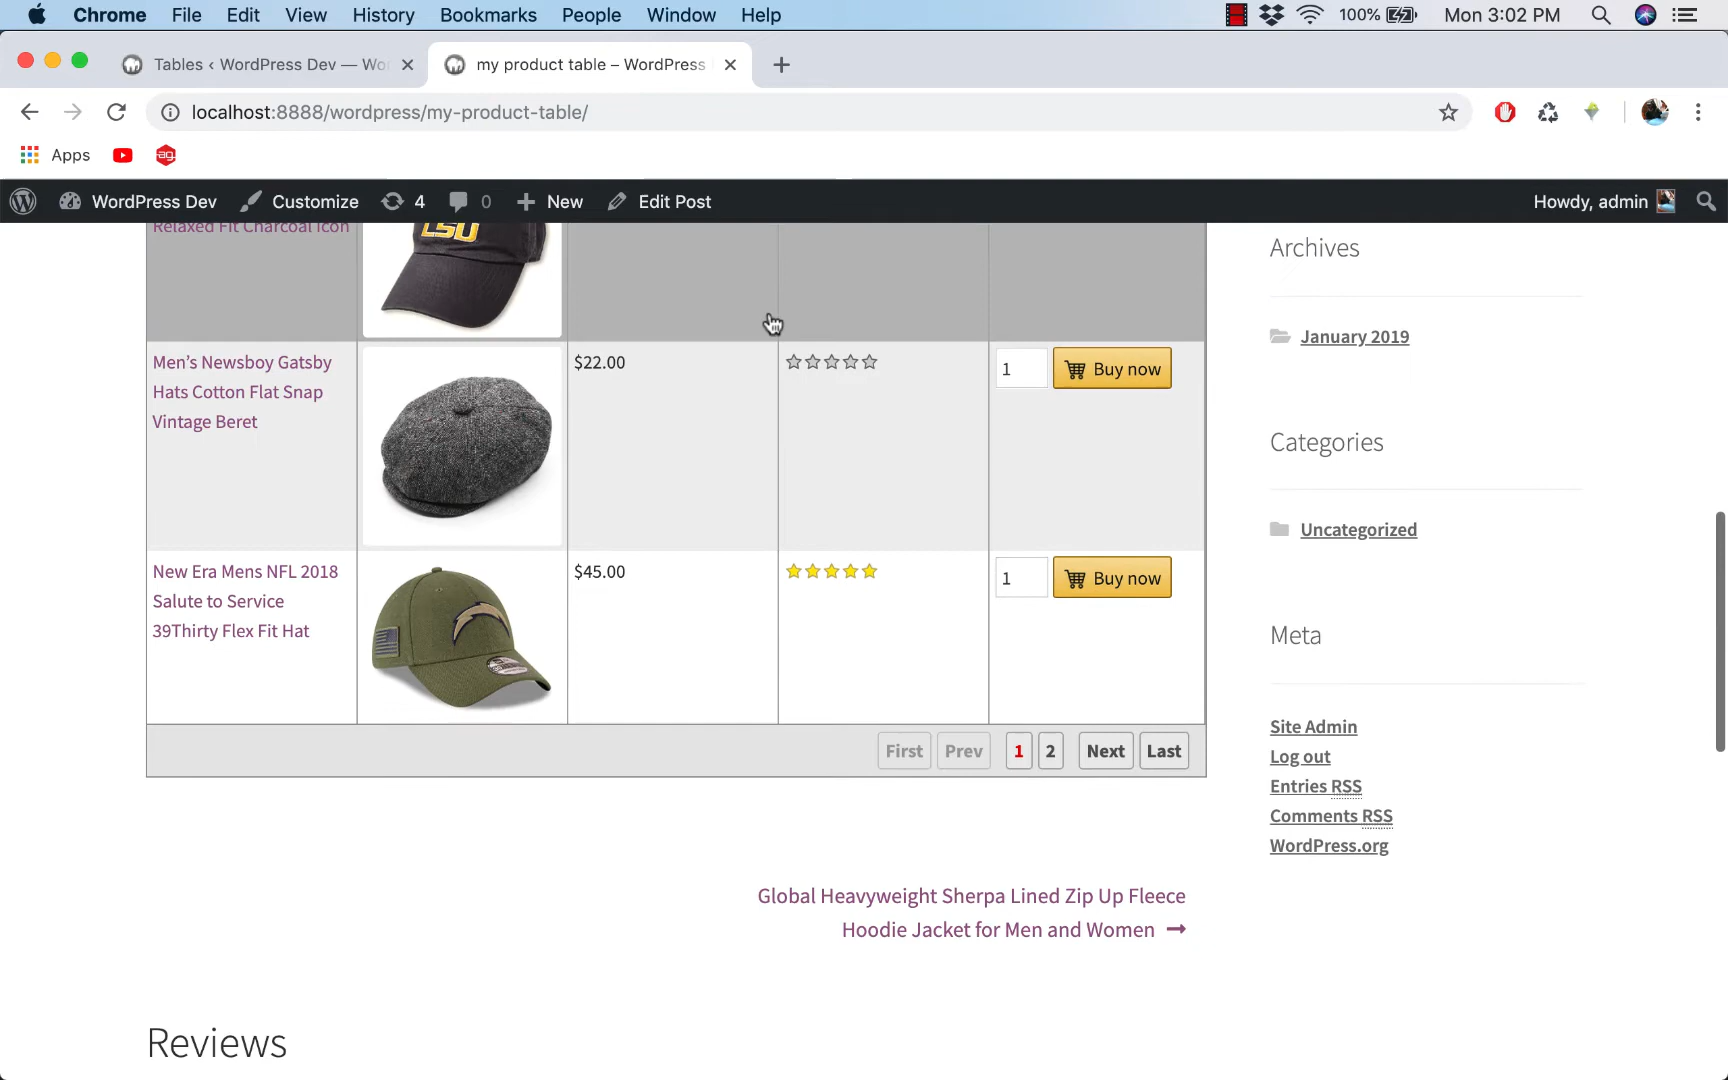 Chrome File Edit View History Bookmarks People Window Help 100% Mon 3:02 PM
Tables ‹ WordPress Dev — Wo
my product table – WordPress
localhost:8888/wordpress/my-product-table/
Apps
WordPress Dev Customize 4 0 New Edit Post Howdy, admin
Relaxed Fit Charcoal Icon
LSU
Men’s Newsboy Gatsby
Hats Cotton Flat Snap
Vintage Beret
$22.00
1
Buy now
New Era Mens NFL 2018
Salute to Service
39Thirty Flex Fit Hat
$45.00
1
Buy now
First Prev 1 2 Next Last
Global Heavyweight Sherpa Lined Zip Up Fleece
Hoodie Jacket for Men and Women
Reviews
Archives
January 2019
Categories
Uncategorized
Meta
Site Admin
Log out
Entries RSS
Comments RSS
WordPress.org